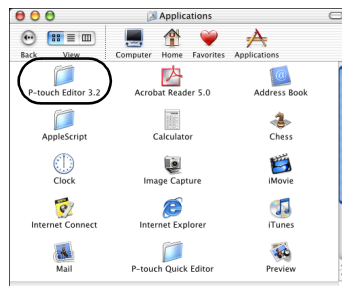 Applications
Back View Computer Home Favorites Applications
P-touch Editor 3.2 Acrobat Reader 5.0 Address Book
AppleScript Calculator Chess
Clock Image Capture iMovie
Internet Connect Internet Explorer iTunes
Mail P-touch Quick Editor Preview